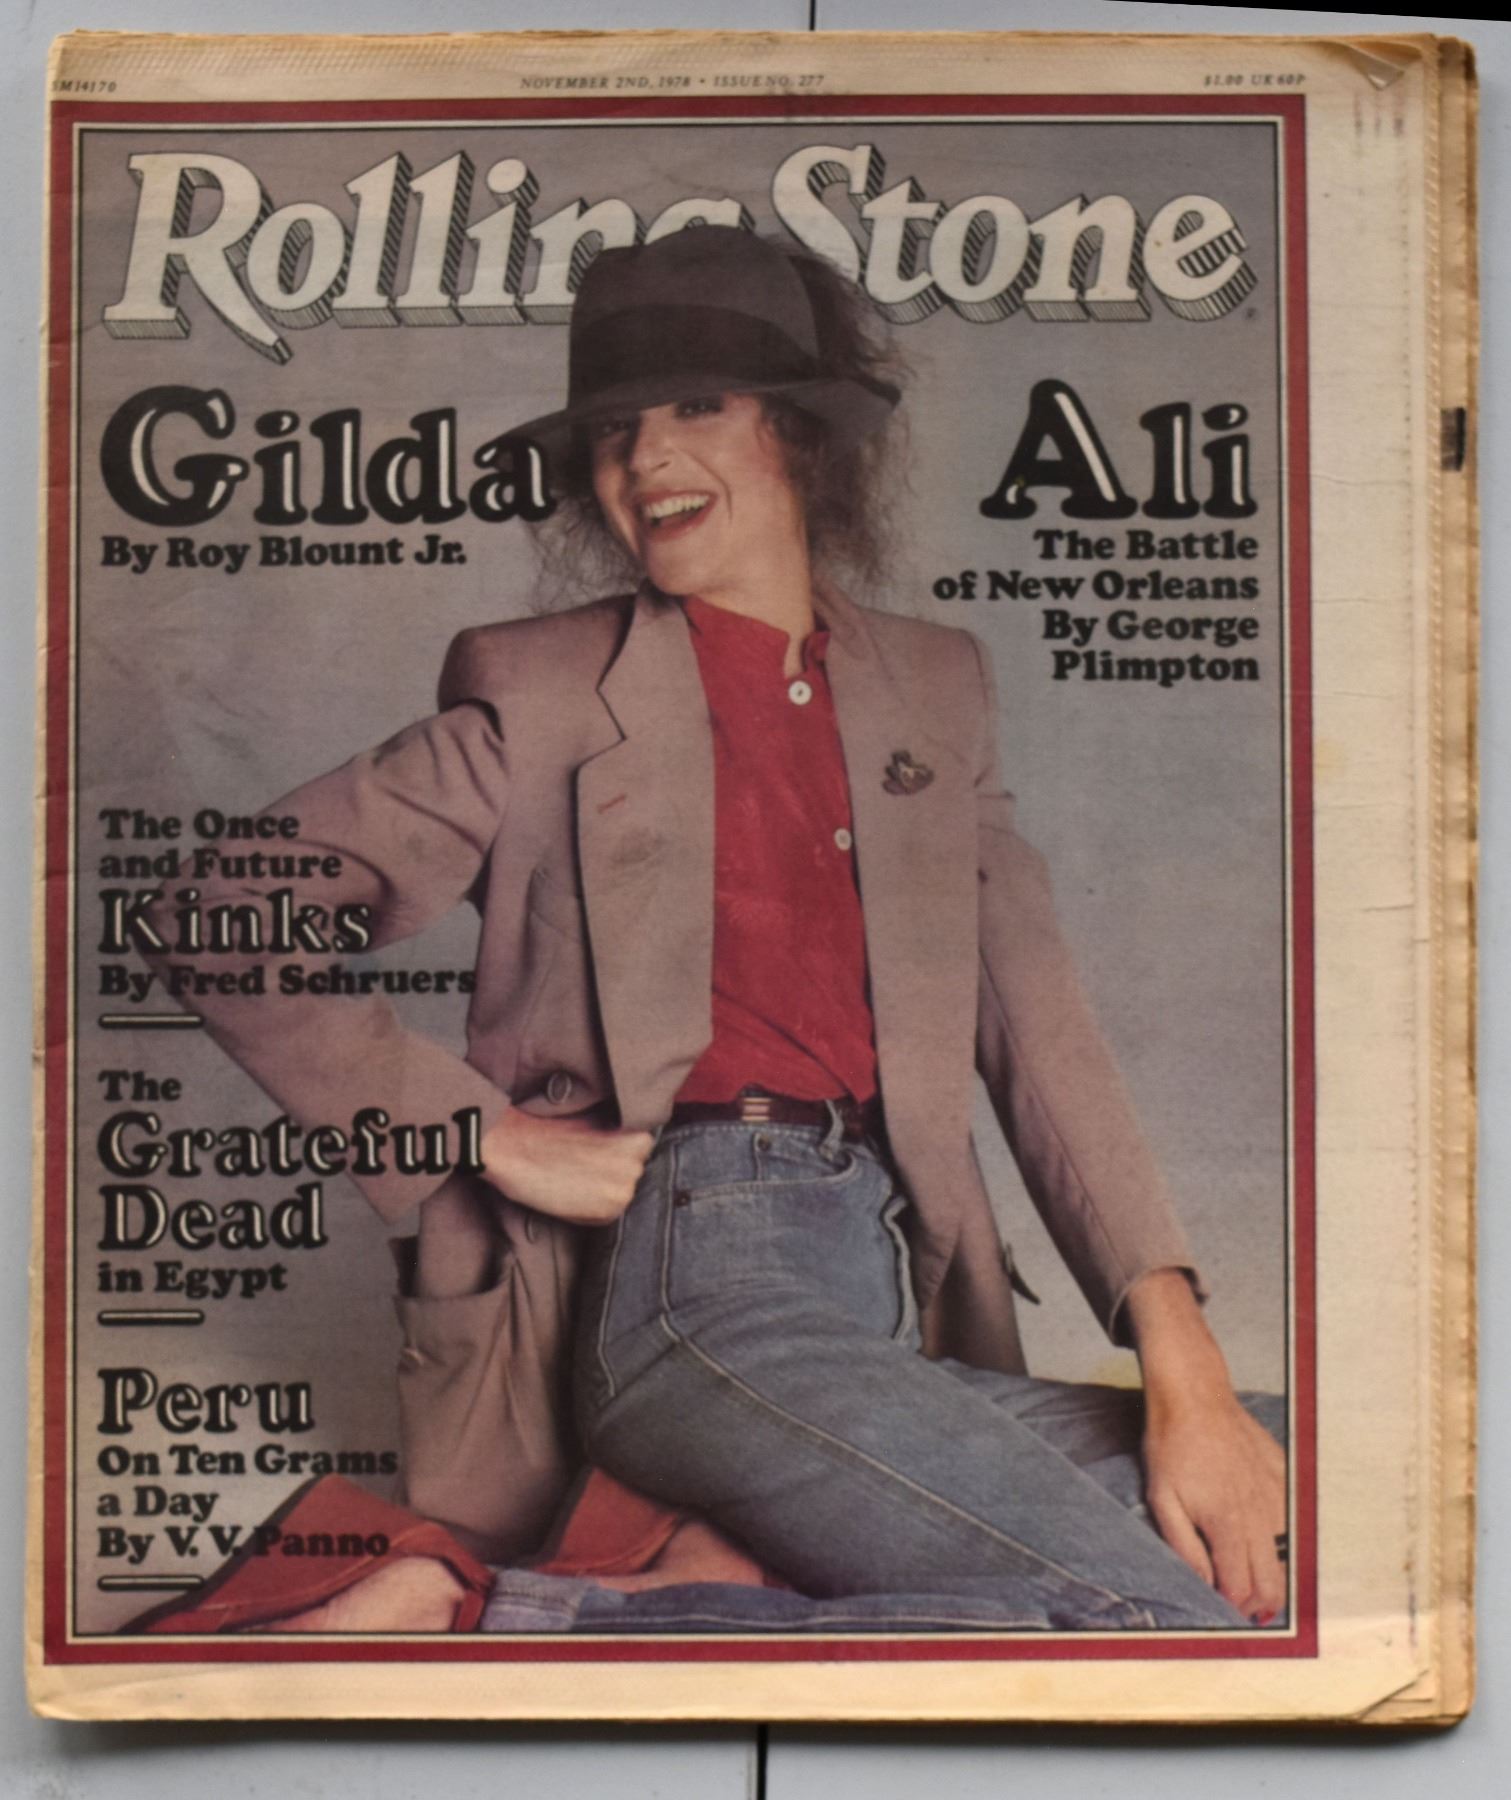 SM14170
NOVEMBER 2ND, 1978 • ISSUE NO. 277
$1.00 UK 60P
Rolling Stone
Gilda
By Roy Blount Jr.
Ali
The Battle
of New Orleans
By George
Plimpton
The Once
and Future
Kinks
By Fred Schruers
The
Grateful
Dead
in Egypt
Peru
On Ten Grams
a Day
By V. V. Panno